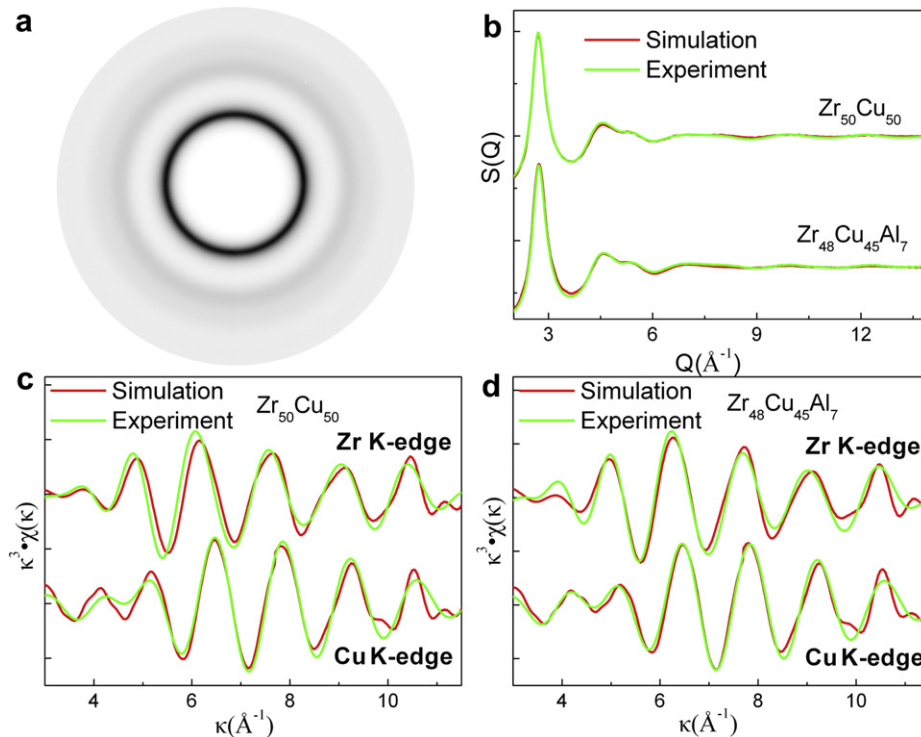 a
b
Simulation
Experiment
Zr₅₀Cu₅₀
Zr₄₈Cu₄₅Al₇
S(Q)
3 6 9 12
Q(Å⁻¹)
c
Simulation
Experiment
Zr₅₀Cu₅₀
Zr K-edge
Cu K-edge
κ³•χ(κ)
4 6 8 10
κ(Å⁻¹)
d
Simulation
Experiment
Zr₄₈Cu₄₅Al₇
Zr K-edge
Cu K-edge
κ³•χ(κ)
4 6 8 10
κ(Å⁻¹)